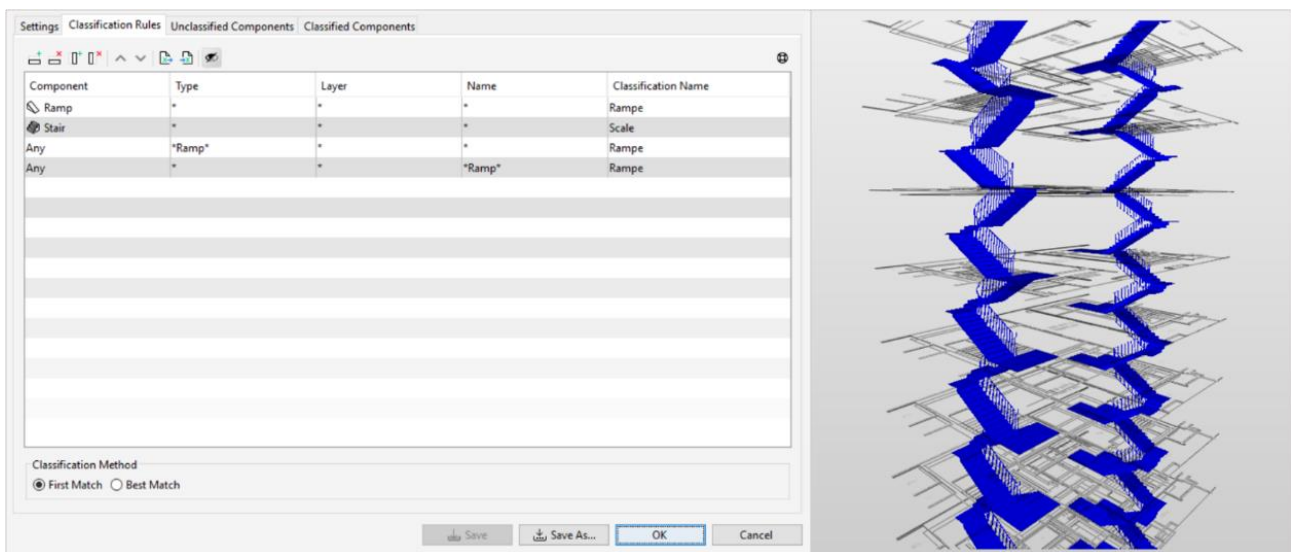 Settings Classification Rules Unclassified Components Classified Components
Component Type Layer Name Classification Name
Ramp * * * Rampe
Stair * * * Scale
Any *Ramp* * * Rampe
Any * * *Ramp* Rampe
Classification Method
First Match Best Match
Save Save As... OK Cancel